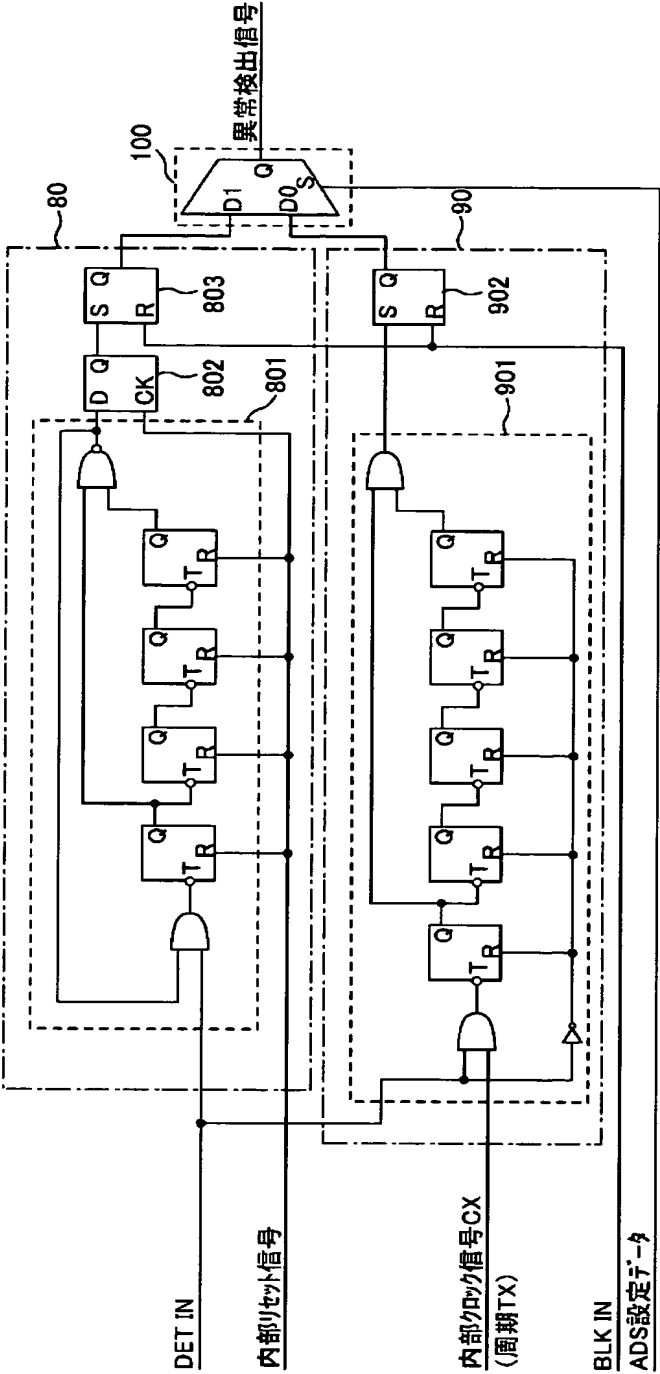 DET IN
内部リセット信号
内部クロック信号CX
(周期TX)
BLK IN
ADS設定データ
80
801
T
Q
R
T
Q
R
T
Q
R
T
Q
R
D
Q
CK
802
S
Q
R
803
90
901
T
Q
R
T
Q
R
T
Q
R
T
Q
R
T
Q
R
S
Q
R
902
100
D1
D0
Q
S
異常検出信号